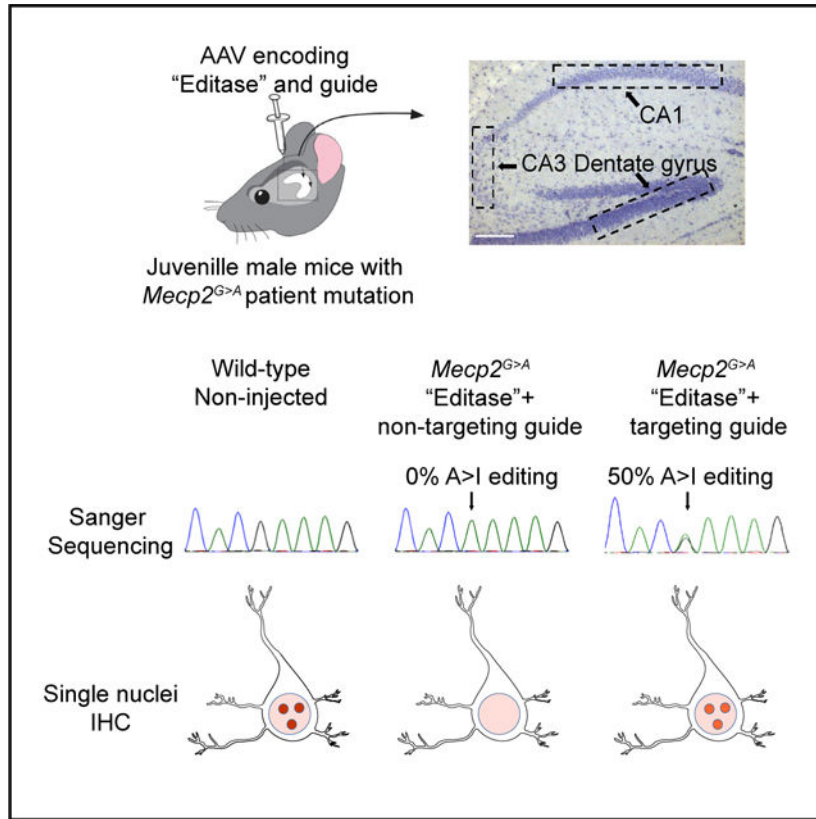 AAV encoding
“Editase” and guide
CA1
CA3 Dentate gyrus
Juvenille male mice with
Mecp2G>A patient mutation
Wild-type
Non-injected
Mecp2G>A
“Editase”+
non-targeting guide
Mecp2G>A
“Editase”+
targeting guide
0% A>I editing
50% A>I editing
Sanger
Sequencing
Single nuclei
IHC